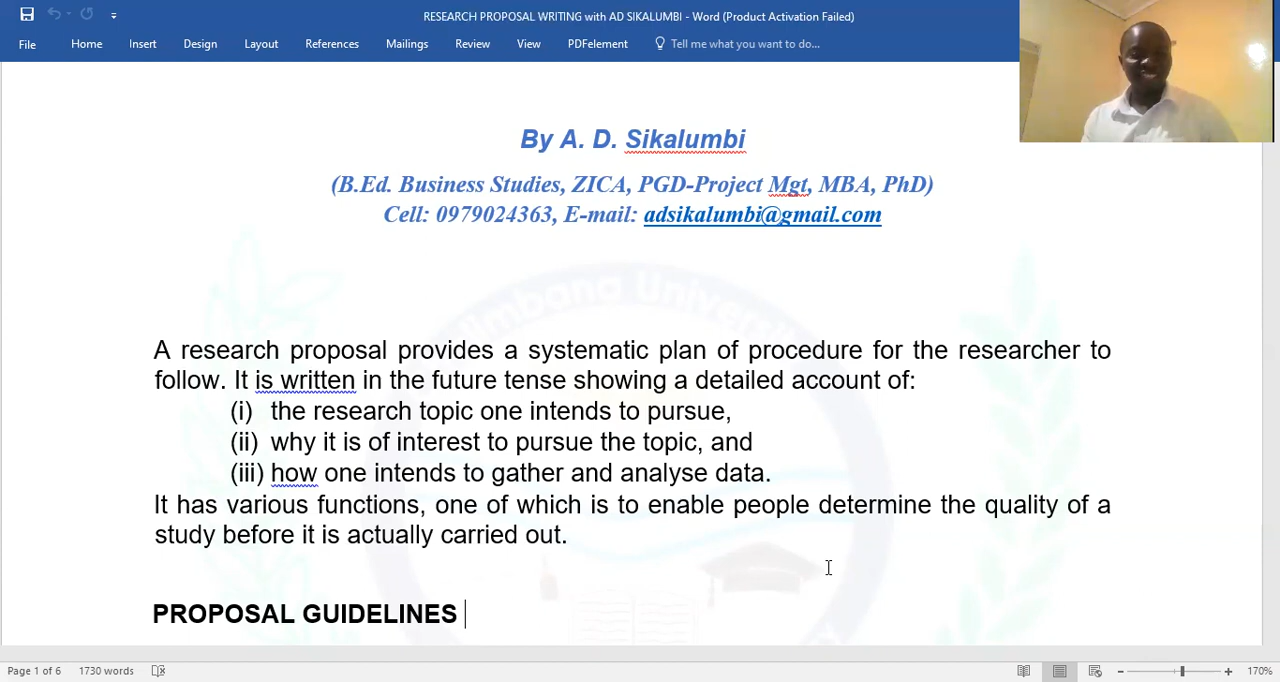 RESEARCH PROPOSAL WRITING with AD SIKALUMBI - Word (Product Activation Failed)
File Home Insert Design Layout References Mailings Review View PDFelement Tell me what you want to do...
By A. D. Sikalumbi
(B.Ed. Business Studies, ZICA, PGD-Project Mgt, MBA, PhD)
Cell: 0979024363, E-mail: adsikalumbi@gmail.com
A research proposal provides a systematic plan of procedure for the researcher to
follow. It is written in the future tense showing a detailed account of:
(i) the research topic one intends to pursue,
(ii) why it is of interest to pursue the topic, and
(iii) how one intends to gather and analyse data.
It has various functions, one of which is to enable people determine the quality of a
study before it is actually carried out.
PROPOSAL GUIDELINES
Page 1 of 6 1730 words 170%